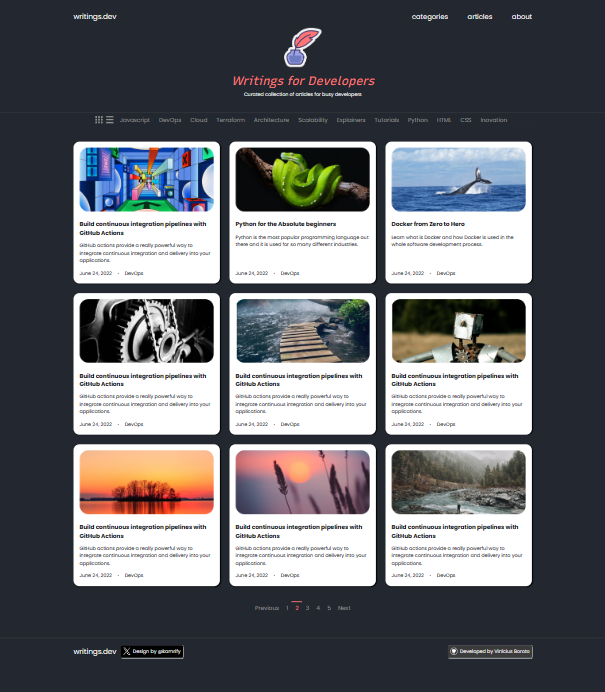 writings.dev categories articles about
Writings for Developers
Curated collection of articles for busy developers
Javascript DevOps Cloud Terraform Architecture Scalability Explainers Tutorials Python HTML CSS Inovation
Build continuous integration pipelines with
GitHub Actions
GitHub actions provide a really powerful way to
integrate continuous integration and delivery into your
applications.
June 24, 2022 • DevOps
Python for the Absolute beginners
Python is the most popular programming language out
there and it is used for so many different industries.
June 24, 2022 • DevOps
Docker from Zero to Hero
Learn what is Docker and how Docker is used in the
whole software development process.
June 24, 2022 • DevOps
Build continuous integration pipelines with
GitHub Actions
GitHub actions provide a really powerful way to
integrate continuous integration and delivery into your
applications.
June 24, 2022 • DevOps
Build continuous integration pipelines with
GitHub Actions
GitHub actions provide a really powerful way to
integrate continuous integration and delivery into your
applications.
June 24, 2022 • DevOps
Build continuous integration pipelines with
GitHub Actions
GitHub actions provide a really powerful way to
integrate continuous integration and delivery into your
applications.
June 24, 2022 • DevOps
Build continuous integration pipelines with
GitHub Actions
GitHub actions provide a really powerful way to
integrate continuous integration and delivery into your
applications.
June 24, 2022 • DevOps
Build continuous integration pipelines with
GitHub Actions
GitHub actions provide a really powerful way to
integrate continuous integration and delivery into your
applications.
June 24, 2022 • DevOps
Build continuous integration pipelines with
GitHub Actions
GitHub actions provide a really powerful way to
integrate continuous integration and delivery into your
applications.
June 24, 2022 • DevOps
Previous 1 2 3 4 5 Next
writings.dev Design by @kamrify Developed by Vinícius Boroto